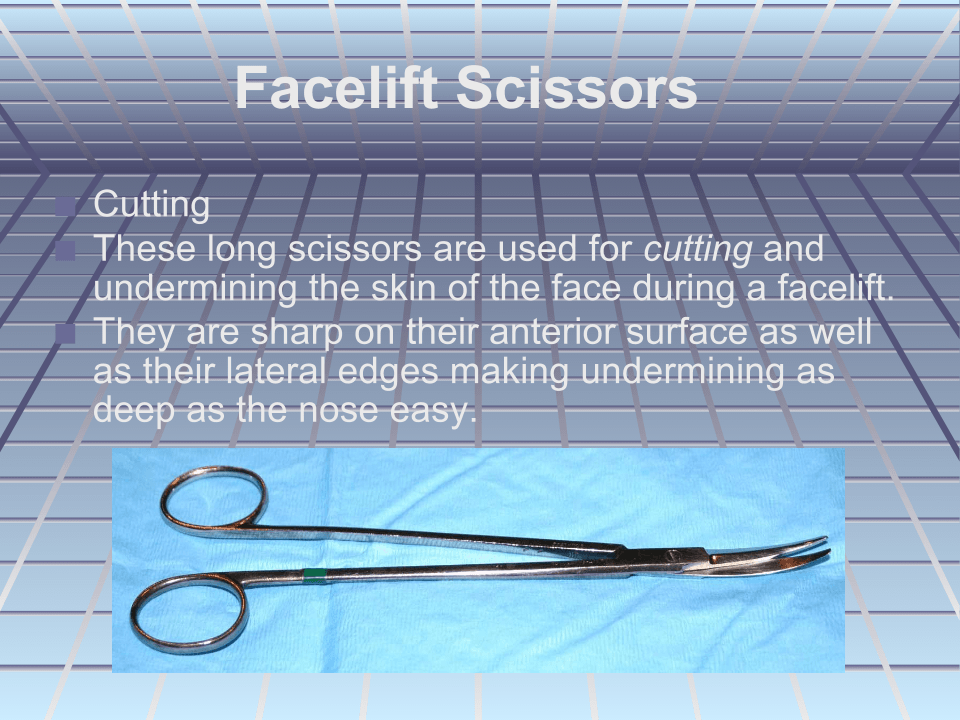 Facelift Scissors
Cutting
These long scissors are used for cutting and
undermining the skin of the face during a facelift.
They are sharp on their anterior surface as well
as their lateral edges making undermining as
deep as the nose easy.